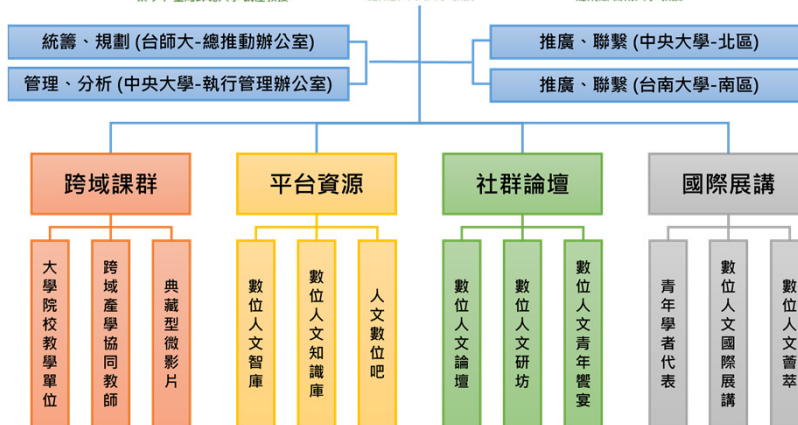 統籌、規劃 (台師大-總推動辦公室)
推廣、聯繫 (中央大學-北區)
管理、分析 (中央大學-執行管理辦公室)
推廣、聯繫 (台南大學-南區)
跨域課群
平台資源
社群論壇
國際展講
大學院校教學單位
跨域產學協同教師
典藏型微影片
數位人文智庫
數位人文知識庫
人文數位吧
數位人文論壇
數位人文研坊
數位人文青年饗宴
青年學者代表
數位人文國際展講
數位人文薈萃